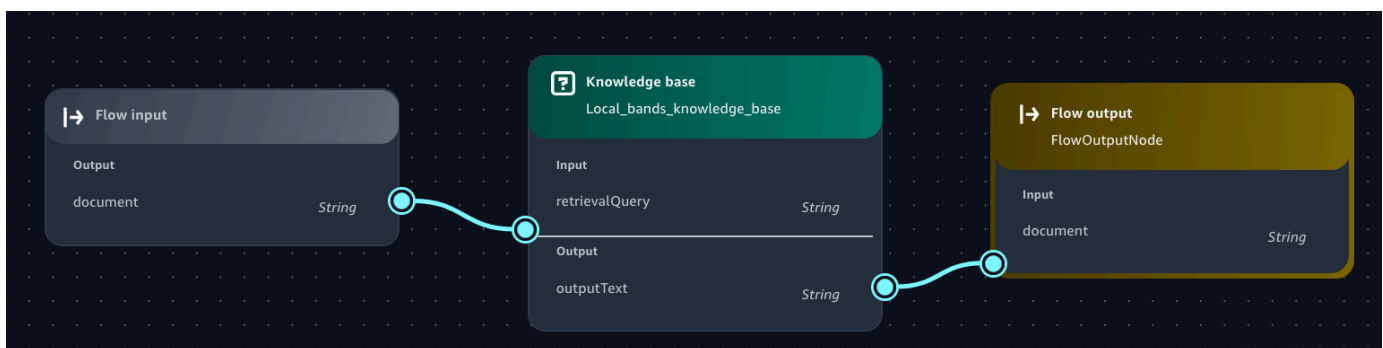 Flow input
Output
document
String
Knowledge base
Local_bands_knowledge_base
Input
retrievalQuery
String
Output
outputText
String
Flow output
FlowOutputNode
Input
document
String